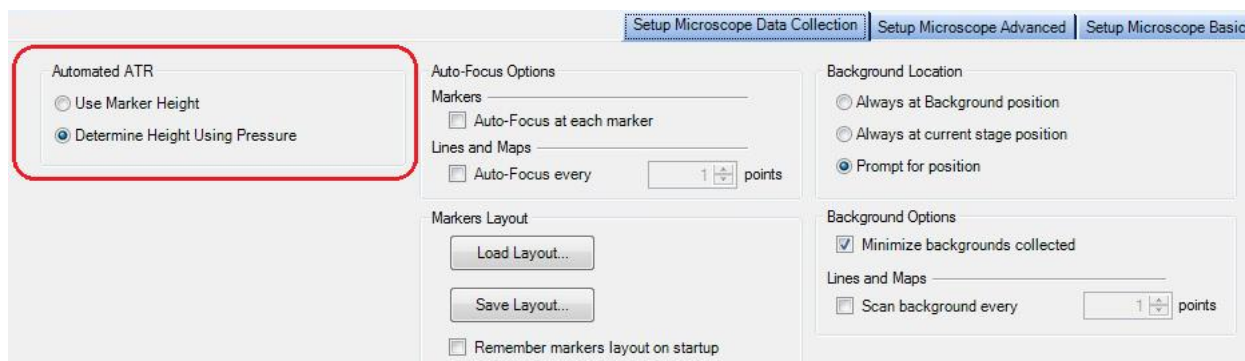 Setup Microscope Data Collection
Setup Microscope Advanced
Setup Microscope Basic
Automated ATR
Use Marker Height
Determine Height Using Pressure
Auto-Focus Options
Markers
Auto-Focus at each marker
Lines and Maps
Auto-Focus every 1 points
Markers Layout
Load Layout...
Save Layout...
Remember markers layout on startup
Background Location
Always at Background position
Always at current stage position
Prompt for position
Background Options
Minimize backgrounds collected
Lines and Maps
Scan background every 1 points